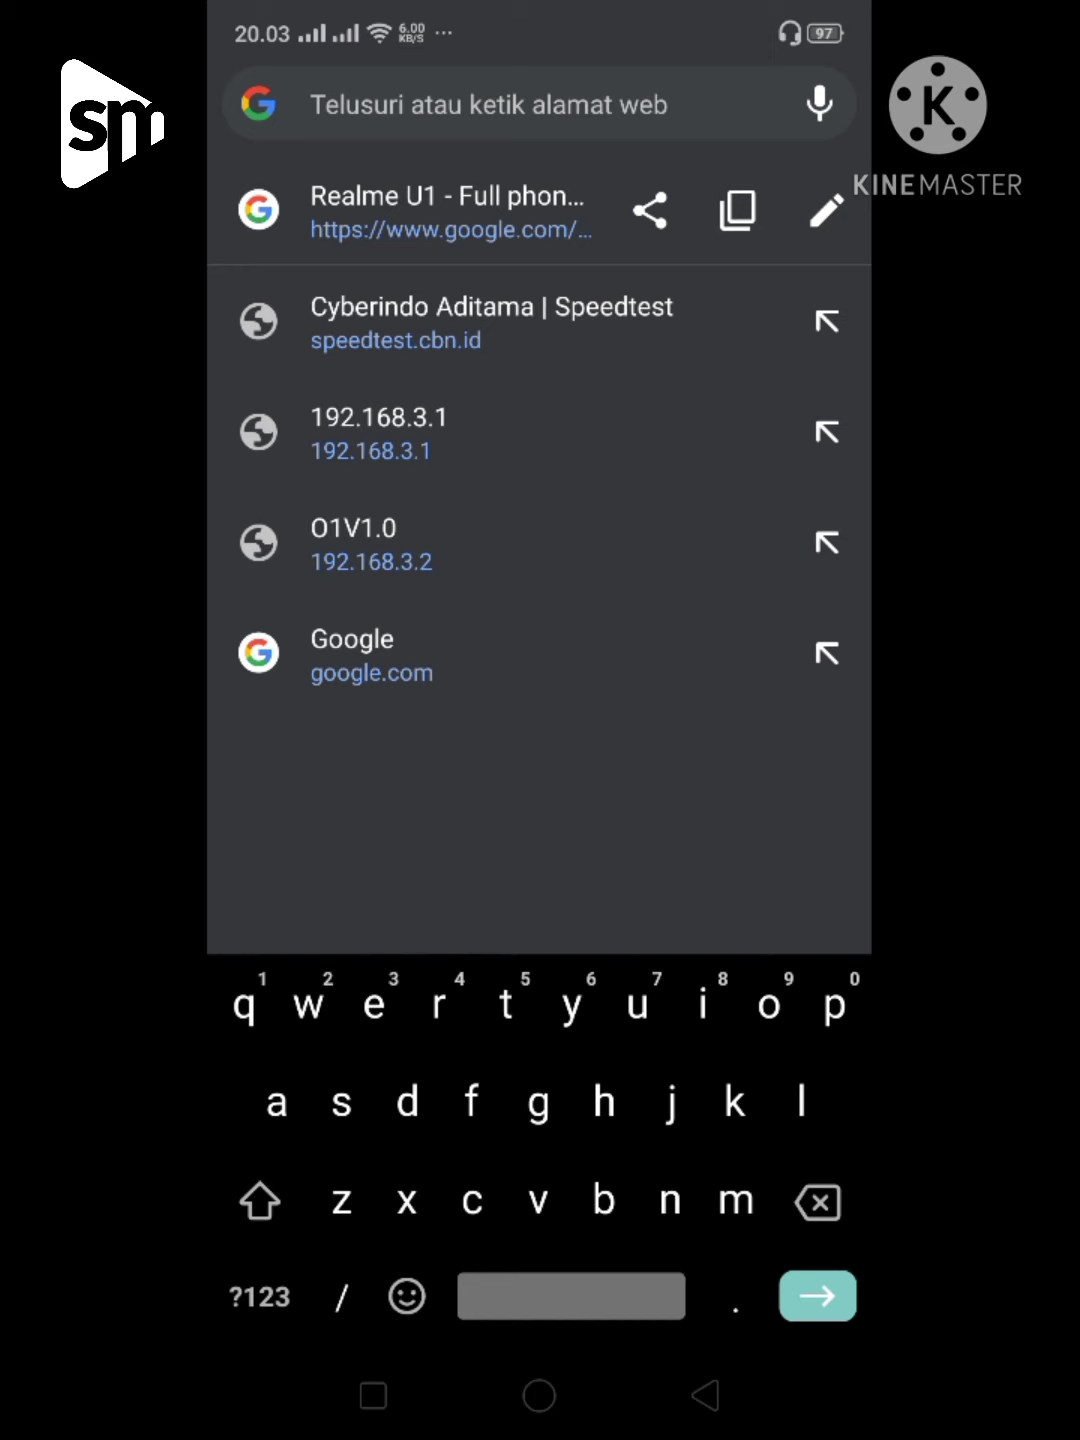 20.03 6.00 KB/S ... 97
sm
Telusuri atau ketik alamat web
K
KINEMASTER
Realme U1 - Full phon...
https://www.google.com/...
Cyberindo Aditama | Speedtest
speedtest.cbn.id
192.168.3.1
192.168.3.1
O1V1.0
192.168.3.2
Google
google.com
1 2 3 4 5 6 7 8 9 0
q w e r t y u i o p
a s d f g h j k l
z x c v b n m
?123 / .